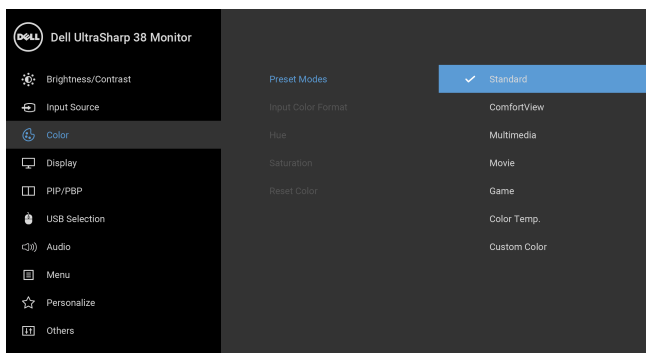 DELL Dell UltraSharp 38 Monitor
Brightness/Contrast Preset Modes Standard
Input Source Input Color Format ComfortView
Color Hue Multimedia
Display Saturation Movie
PIP/PBP Reset Color Game
USB Selection Color Temp.
Audio Custom Color
Menu
Personalize
Others